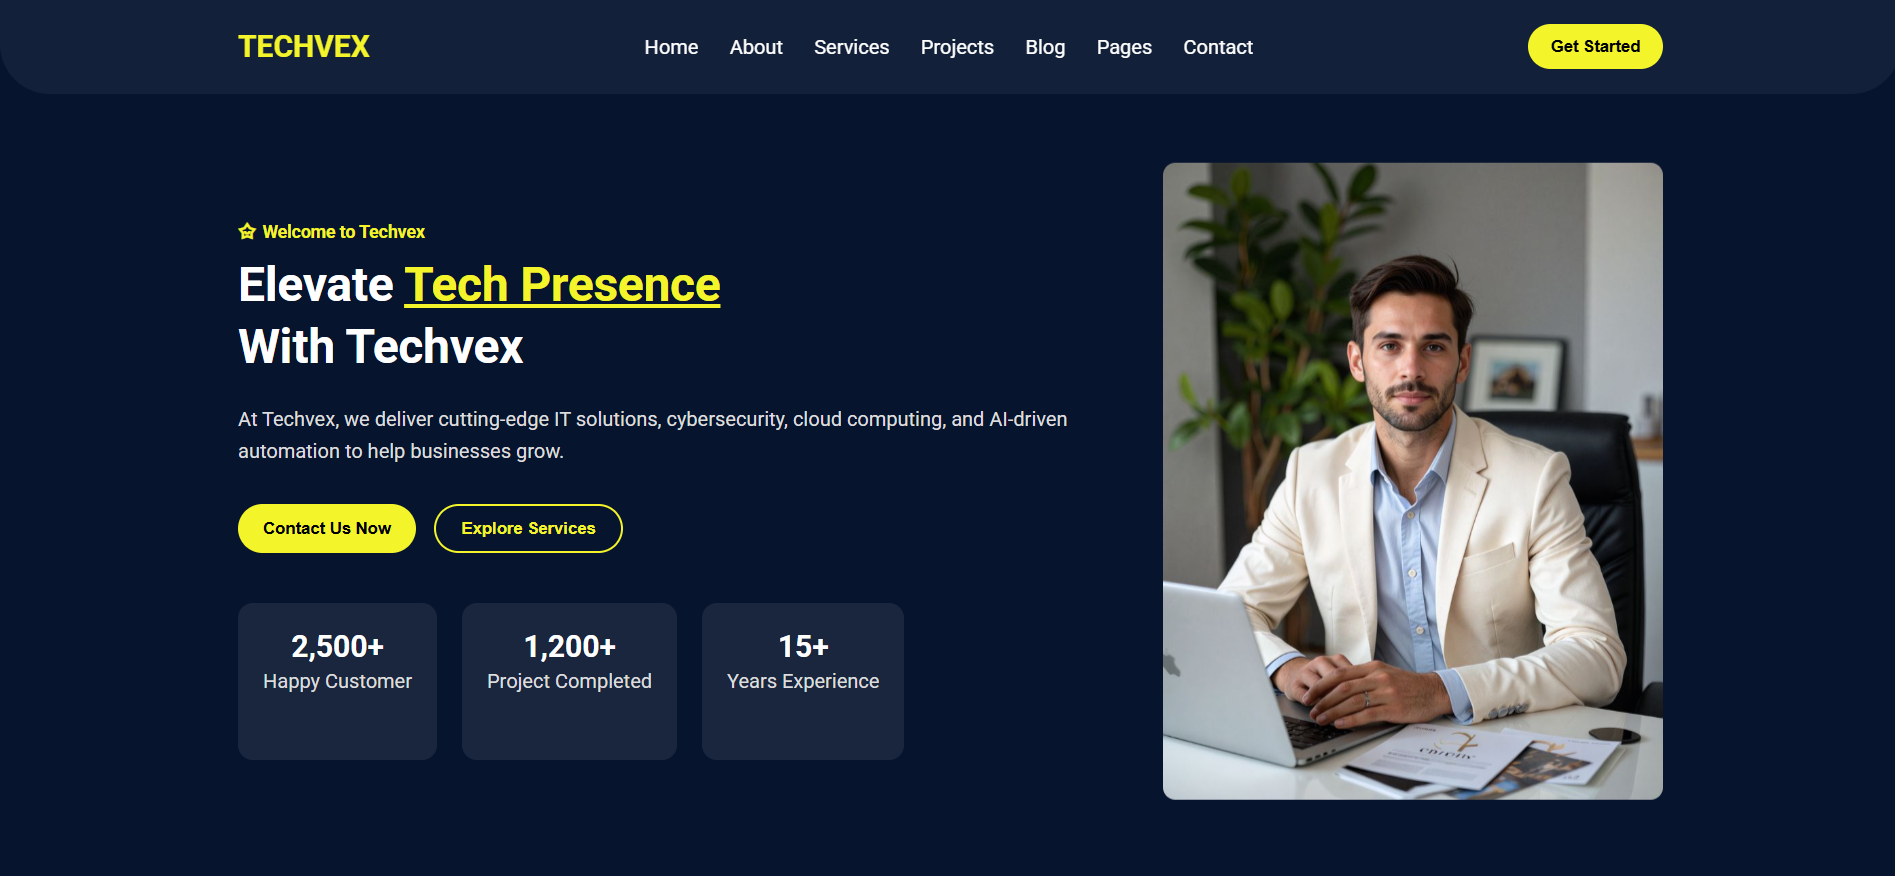 TECHVEX
Home About Services Projects Blog Pages Contact
Get Started
Welcome to Techvex
Elevate Tech Presence
With Techvex
At Techvex, we deliver cutting-edge IT solutions, cybersecurity, cloud computing, and AI-driven
automation to help businesses grow.
Contact Us Now
Explore Services
2,500+
Happy Customer
1,200+
Project Completed
15+
Years Experience